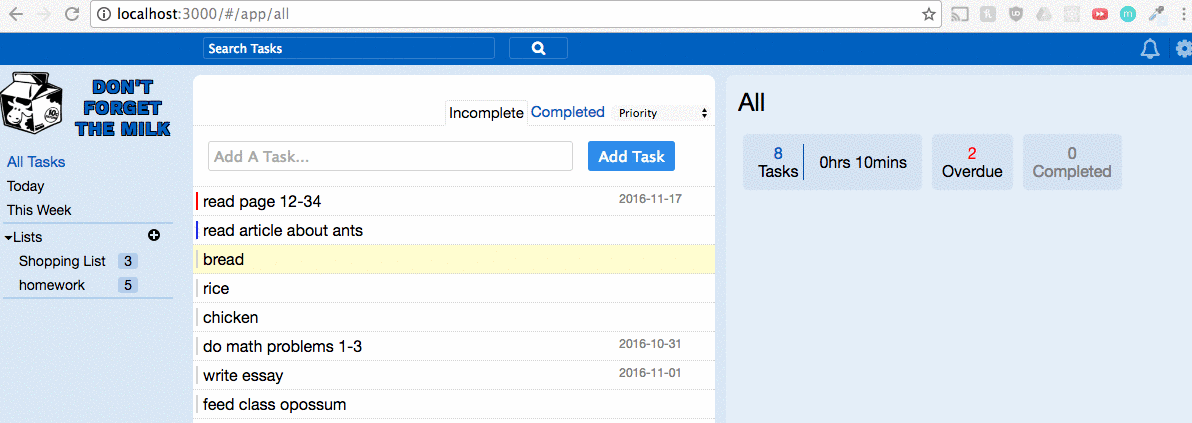 localhost:3000/#/app/all
Search Tasks
DON'T
FORGET
THE MILK
All Tasks
Today
This Week
Lists
Shopping List 3
homework 5
Incomplete Completed Priority
Add A Task... Add Task
read page 12-34 2016-11-17
read article about ants
bread
rice
chicken
do math problems 1-3 2016-10-31
write essay 2016-11-01
feed class opossum
All
8
Tasks
0hrs 10mins
2
Overdue
0
Completed